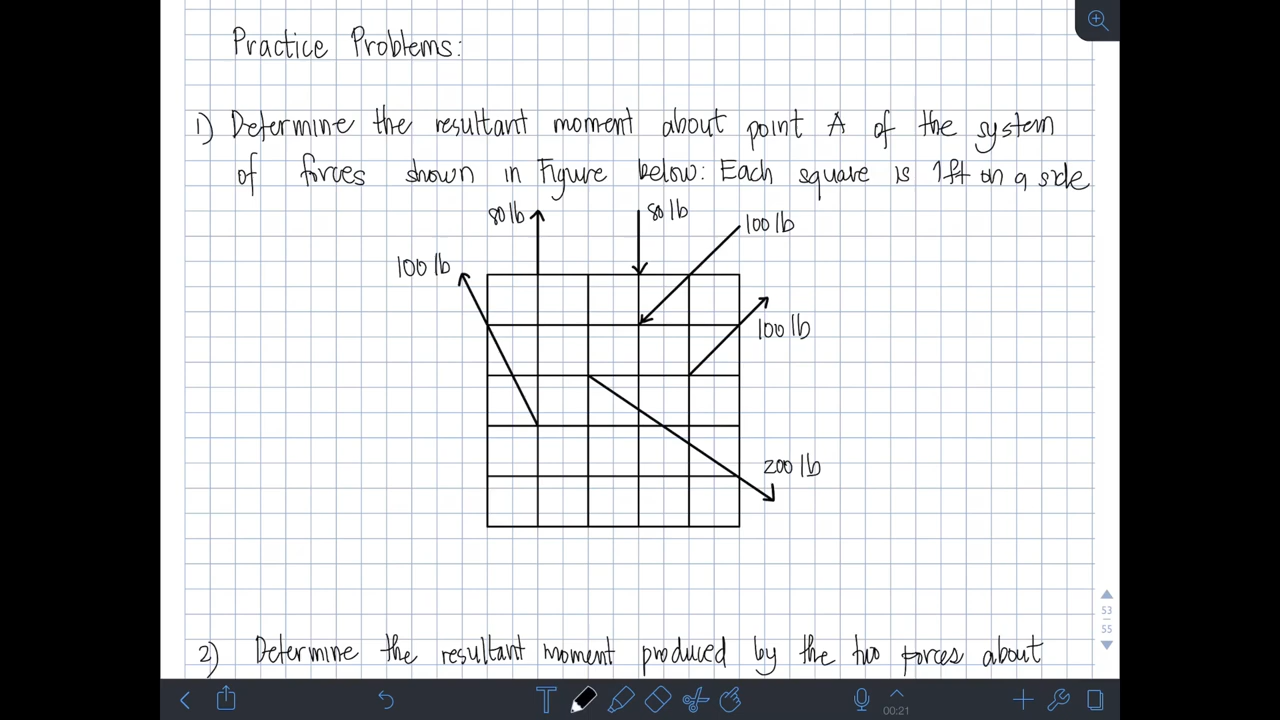 Practice Problems:
1) Determine the resultant moment about point A of the system
of forces shown in Figure below: Each square is 1ft on a side
80 lb
80 lb
100 lb
100 lb
100 lb
200 lb
53
55
2) Determine the resultant moment produced by the two forces about
T
00:21